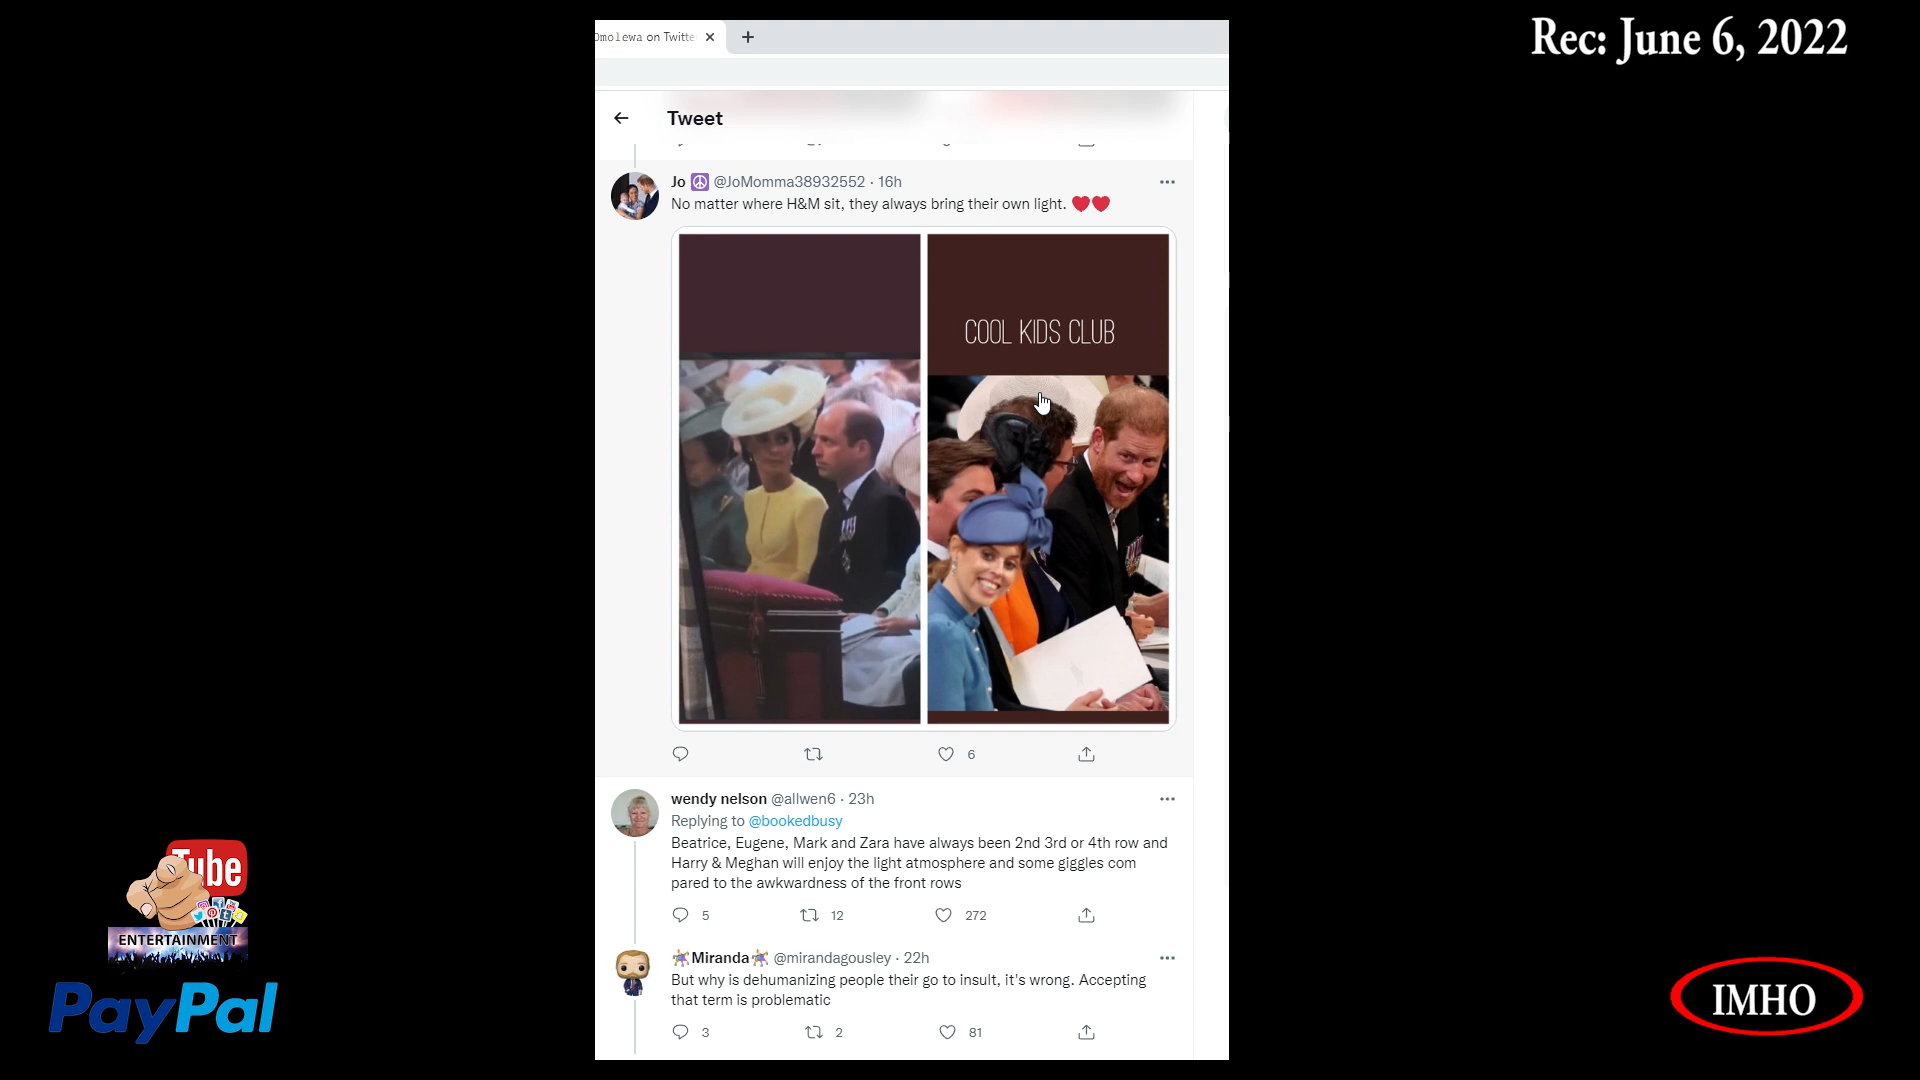 Rec: June 6, 2022
Omolewa on Twitte
Tweet
Jo @JoMomma38932552 · 16h
No matter where H&M sit, they always bring their own light. ❤❤
COOL KIDS CLUB
6
wendy nelson @allwen6 · 23h
Replying to @bookedbusy
Beatrice, Eugene, Mark and Zara have always been 2nd 3rd or 4th row and
Harry & Meghan will enjoy the light atmosphere and some giggles com
pared to the awkwardness of the front rows
5 12 272
Miranda @mirandagousley · 22h
But why is dehumanizing people their go to insult, it's wrong. Accepting
that term is problematic
3 2 81
Tube
ENTERTAINMENT
PayPal
IMHO